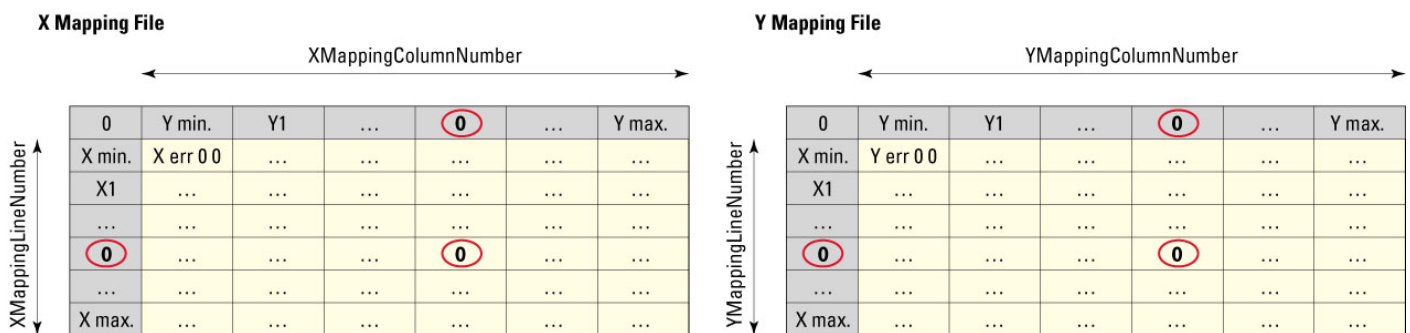 X Mapping File
XMappingColumnNumber
XMappingLineNumber
0 Y min. Y1 ... 0 ... Y max.
X min. X err 0 0 ... ... ... ... ...
X1 ... ... ... ... ... ...
... ... ... ... ... ... ...
0 ... ... ... 0 ... ...
... ... ... ... ... ... ...
X max. ... ... ... ... ... ...
Y Mapping File
YMappingColumnNumber
YMappingLineNumber
0 Y min. Y1 ... 0 ... Y max.
X min. Y err 0 0 ... ... ... ... ...
X1 ... ... ... ... ... ...
... ... ... ... ... ... ...
0 ... ... ... 0 ... ...
... ... ... ... ... ... ...
X max. ... ... ... ... ... ...